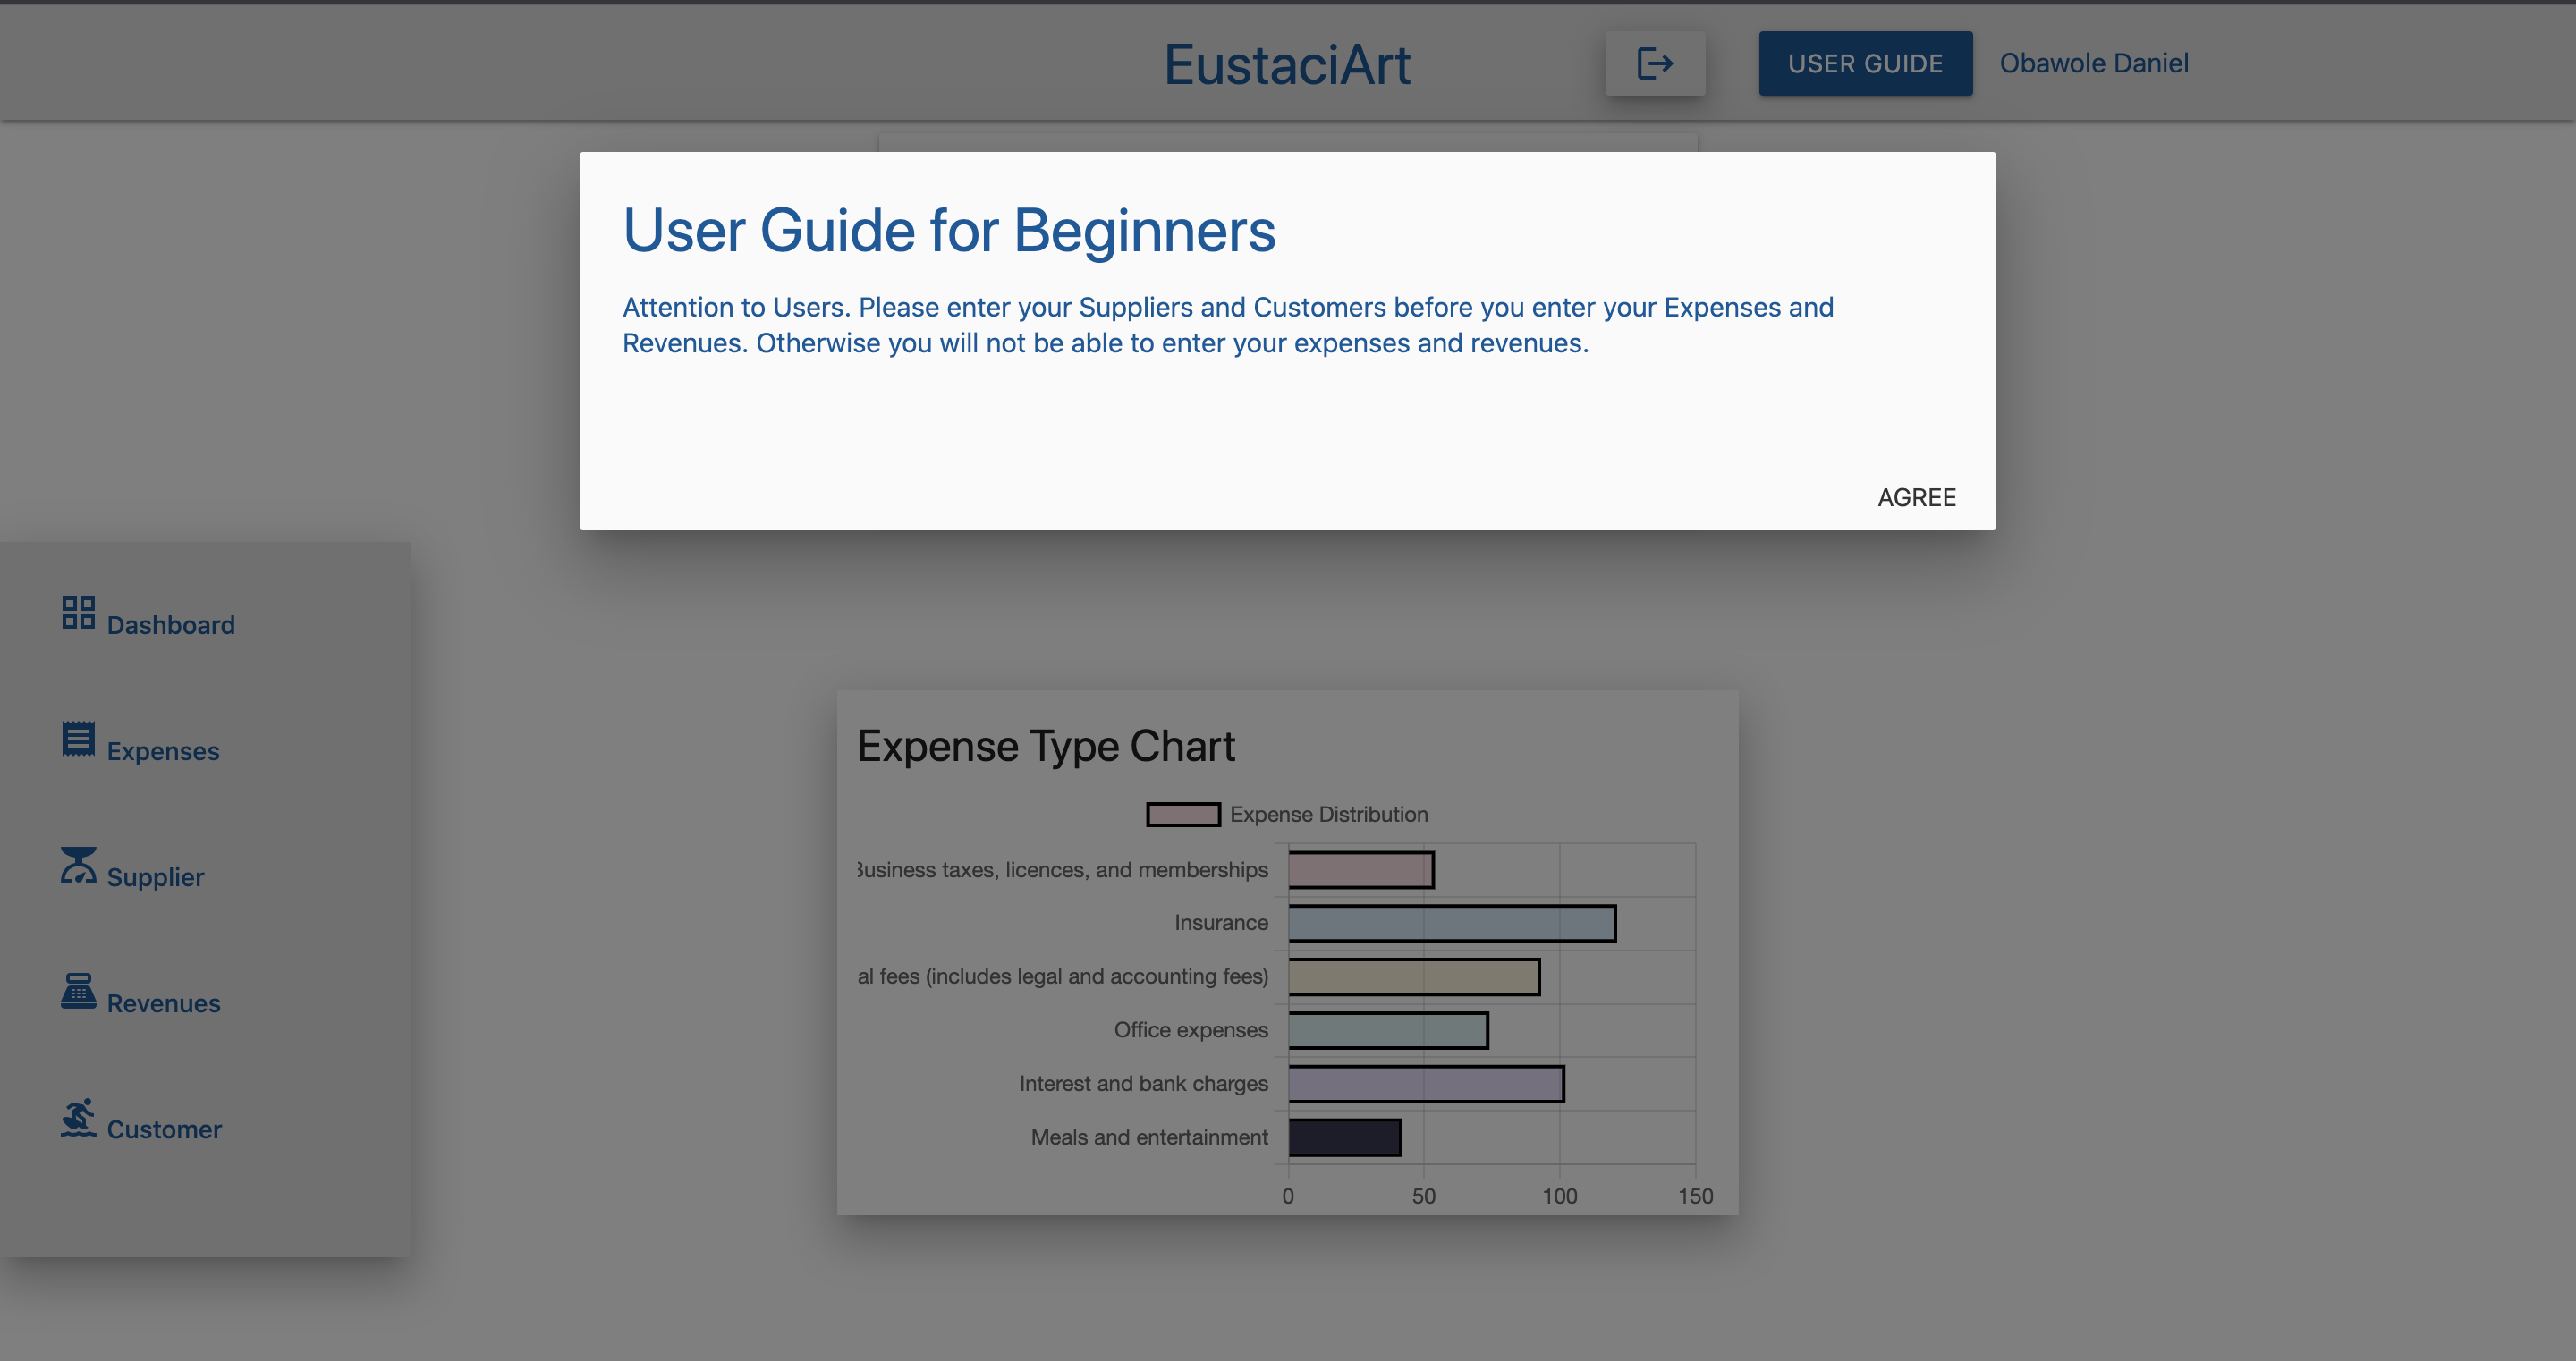 EustaciArt
USER GUIDE
Obawole Daniel
User Guide for Beginners
Attention to Users. Please enter your Suppliers and Customers before you enter your Expenses and
Revenues. Otherwise you will not be able to enter your expenses and revenues.
AGREE
Dashboard
Expenses
Supplier
Revenues
Customer
Expense Type Chart
Expense Distribution
Business taxes, licences, and memberships
Insurance
al fees (includes legal and accounting fees)
Office expenses
Interest and bank charges
Meals and entertainment
0 50 100 150